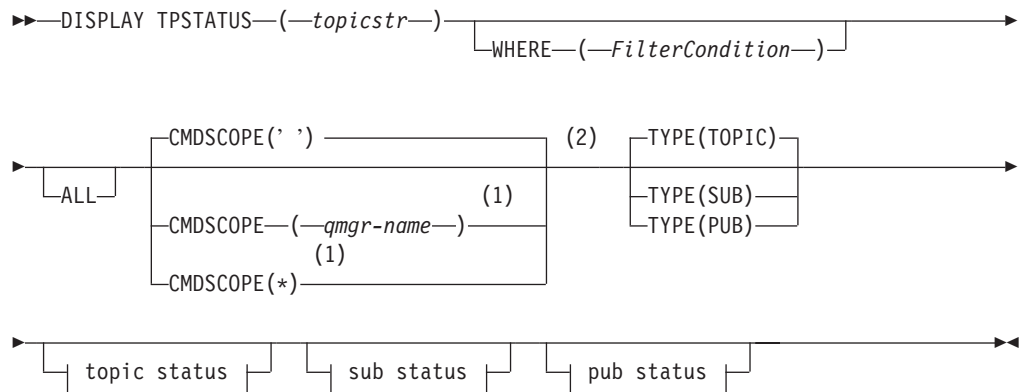 DISPLAY TPSTATUS ( topicstr )
WHERE ( FilterCondition )
CMDSCOPE(' ') (2) TYPE(TOPIC)
ALL
(1) TYPE(SUB)
CMDSCOPE ( qmgr-name ) TYPE(PUB)
(1)
CMDSCOPE(*)
topic status sub status pub status